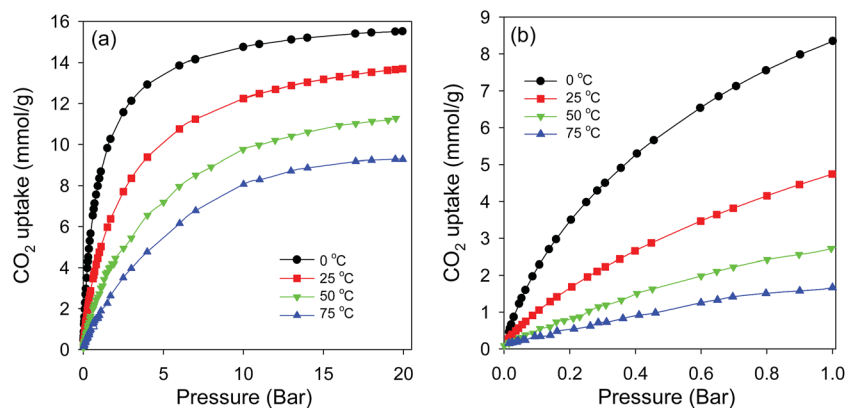 (a)
CO₂ uptake (mmol/g)
16
14
12
10
8
6
4
2
0
0 °C
25 °C
50 °C
75 °C
0 5 10 15 20
Pressure (Bar)
(b)
CO₂ uptake (mmol/g)
9
8
7
6
5
4
3
2
1
0
0 °C
25 °C
50 °C
75 °C
0.0 0.2 0.4 0.6 0.8 1.0
Pressure (Bar)